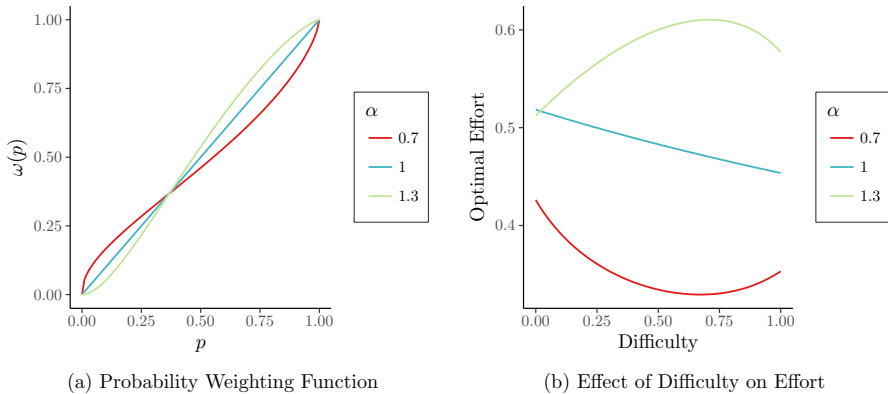 1.00
0.75
0.50
0.25
0.00
ω(p)
0.00 0.25 0.50 0.75 1.00
p
α
0.7
1
1.3
(a) Probability Weighting Function
0.6
0.5
0.4
Optimal Effort
0.00 0.25 0.50 0.75 1.00
Difficulty
α
0.7
1
1.3
(b) Effect of Difficulty on Effort